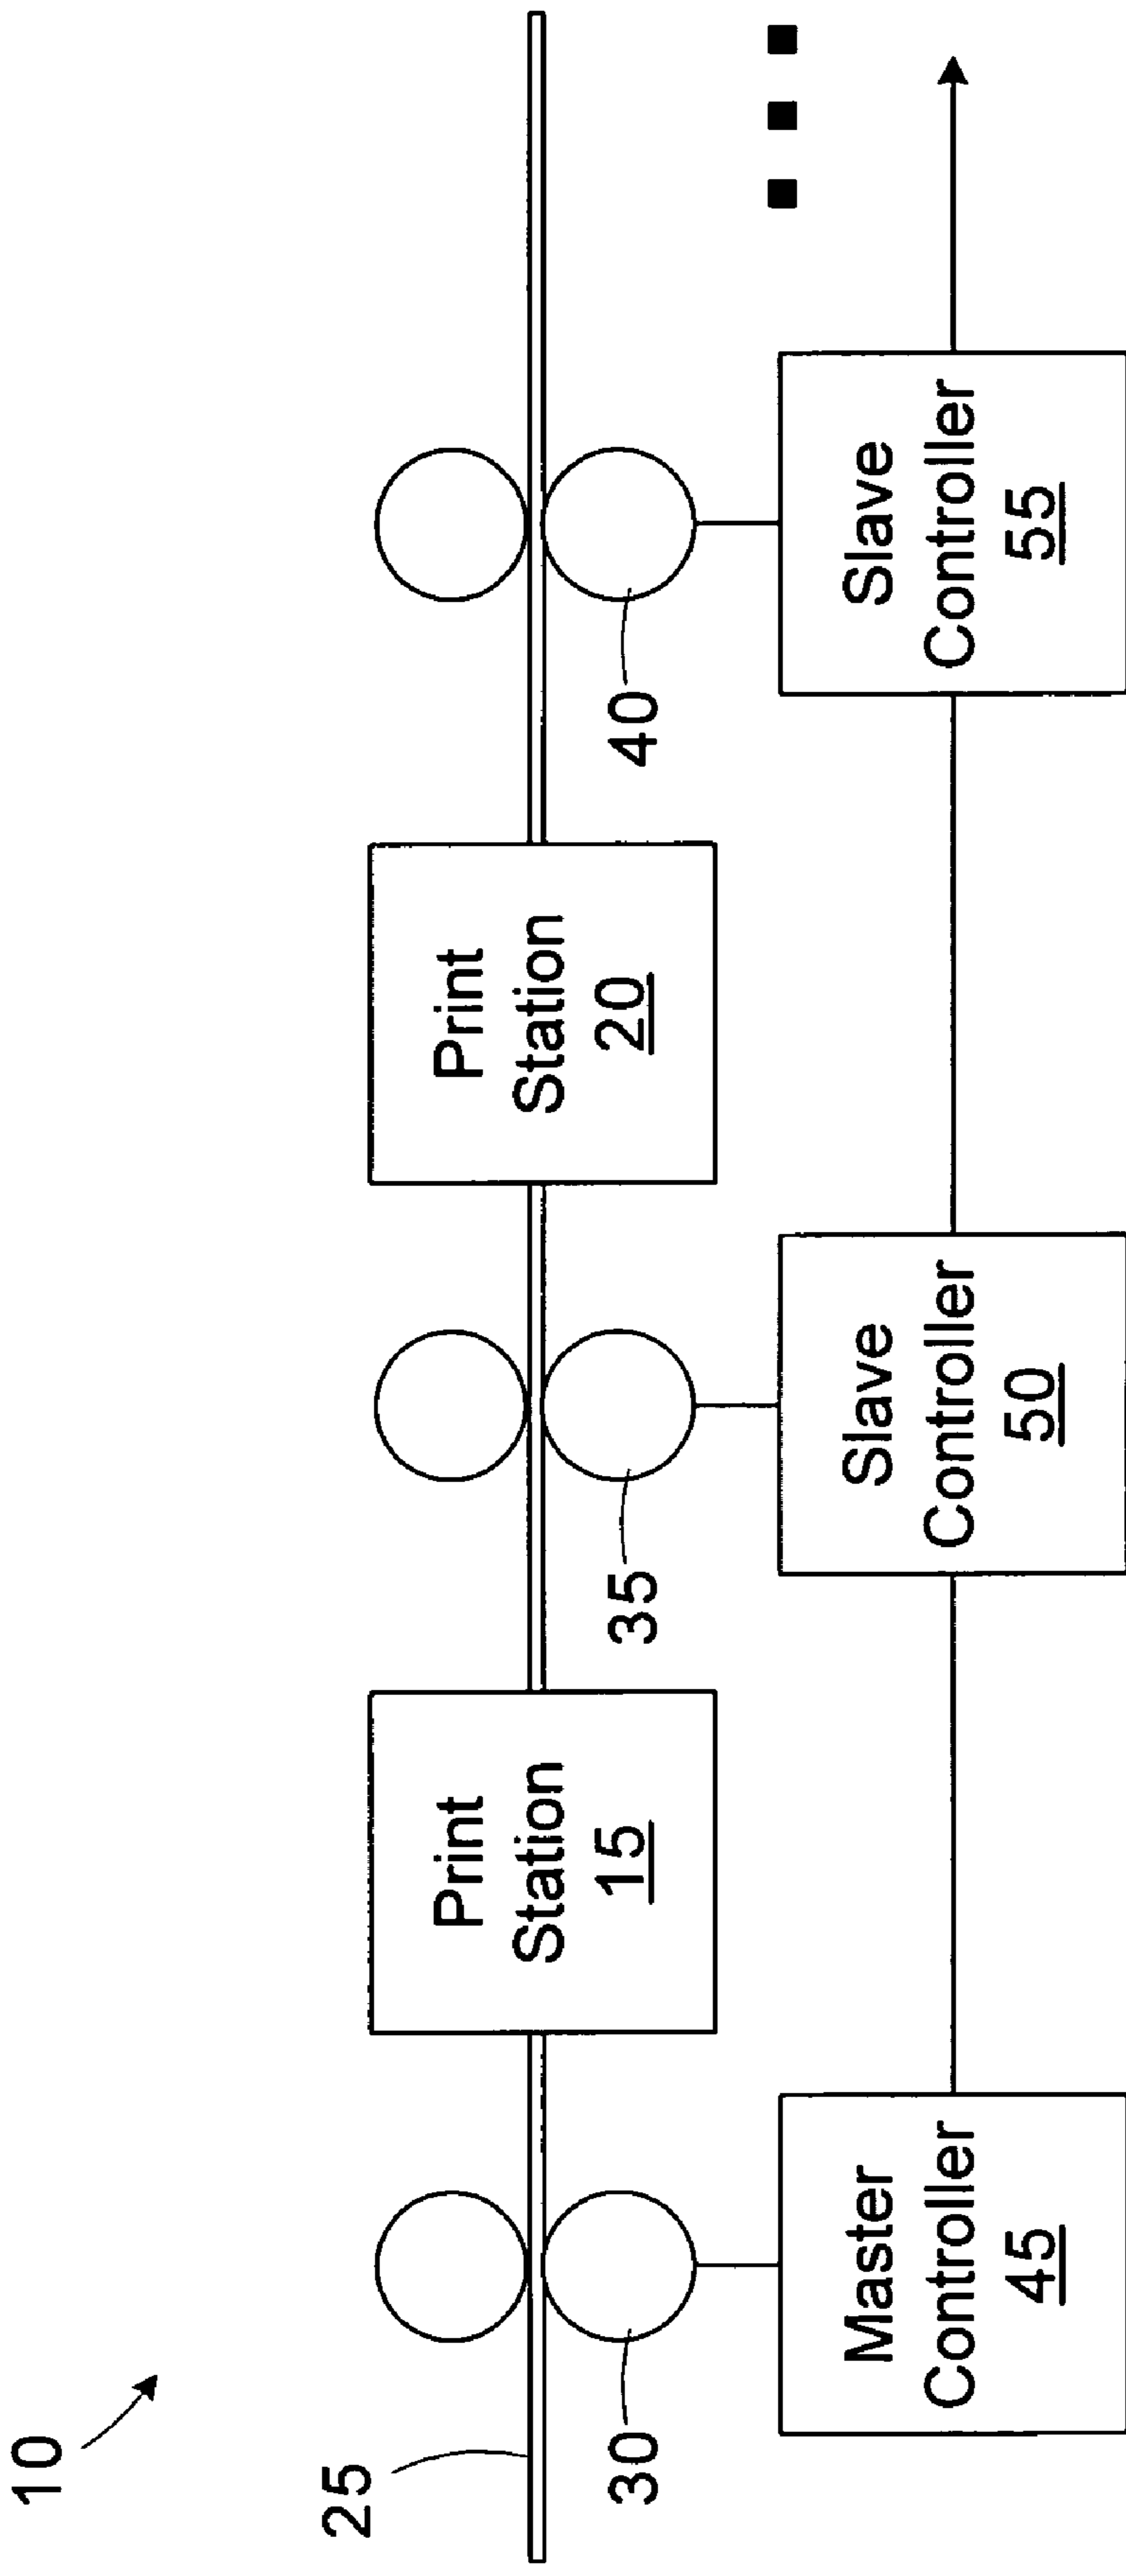 10
25
Print
Station
15
Print
Station
20
30
35
40
Master
Controller
45
Slave
Controller
50
Slave
Controller
55